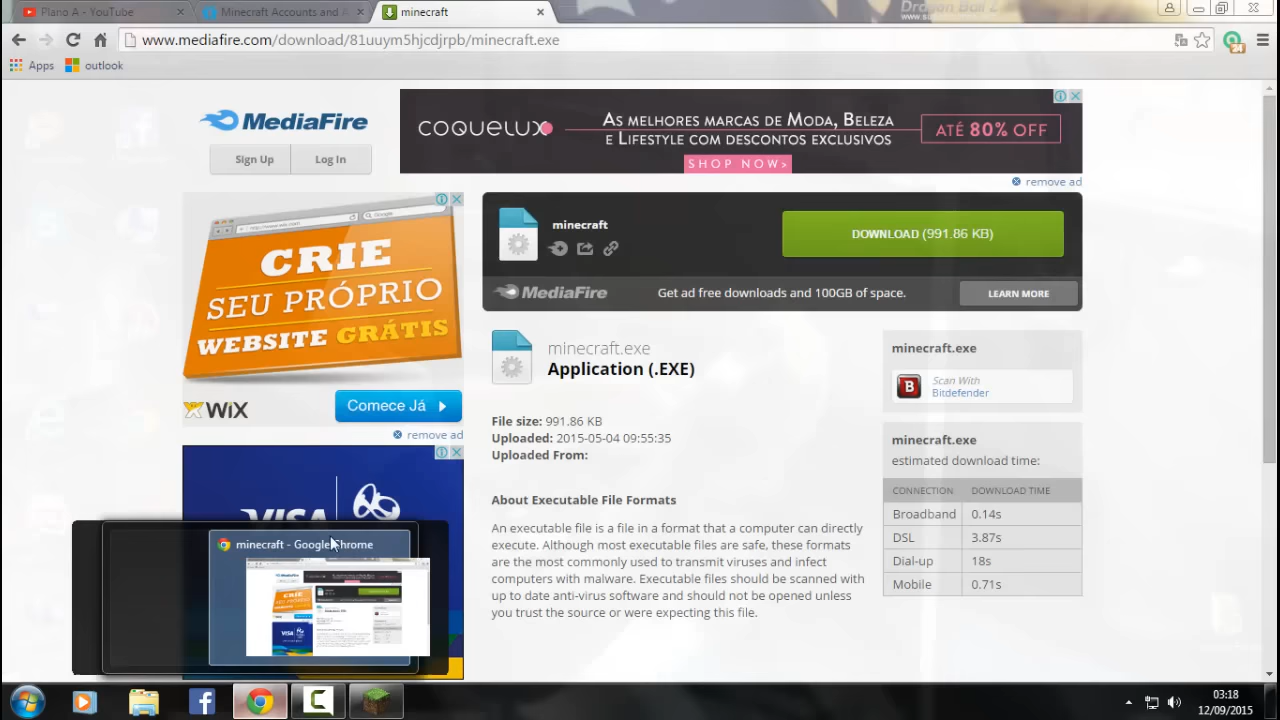 Plano A - YouTube
Minecraft Accounts and A
minecraft
www.mediafire.com/download/81uuym5hjcdjrpb/minecraft.exe
Apps
outlook
MediaFire
Sign Up
Log In
COQUELUX
AS MELHORES MARCAS DE MODA, BELEZA
E LIFESTYLE COM DESCONTOS EXCLUSIVOS
SHOP NOW>
ATÉ 80% OFF
remove ad
CRIE
SEU PRÓPRIO
WEBSITE GRÁTIS
WiX
Comece Já
remove ad
VISA
minecraft
DOWNLOAD (991.86 KB)
MediaFire
Get ad free downloads and 100GB of space.
LEARN MORE
minecraft.exe
Application (.EXE)
File size: 991.86 KB
Uploaded: 2015-05-04 09:55:35
Uploaded From:
About Executable File Formats
An executable file is a file in a format that a computer can directly
execute. Although most executable files are safe, these formats
are the most commonly used to transmit viruses and infect
computers with malware. Executable files should be scanned with
up to date anti-virus software and should not be opened unless
you trust the source or were expecting this file.
minecraft.exe
Scan With
Bitdefender
minecraft.exe
estimated download time:
CONNECTION DOWNLOAD TIME
Broadband 0.14s
DSL 3.87s
Dial-up 18s
Mobile 0.71s
minecraft - Google Chrome
03:18
12/09/2015